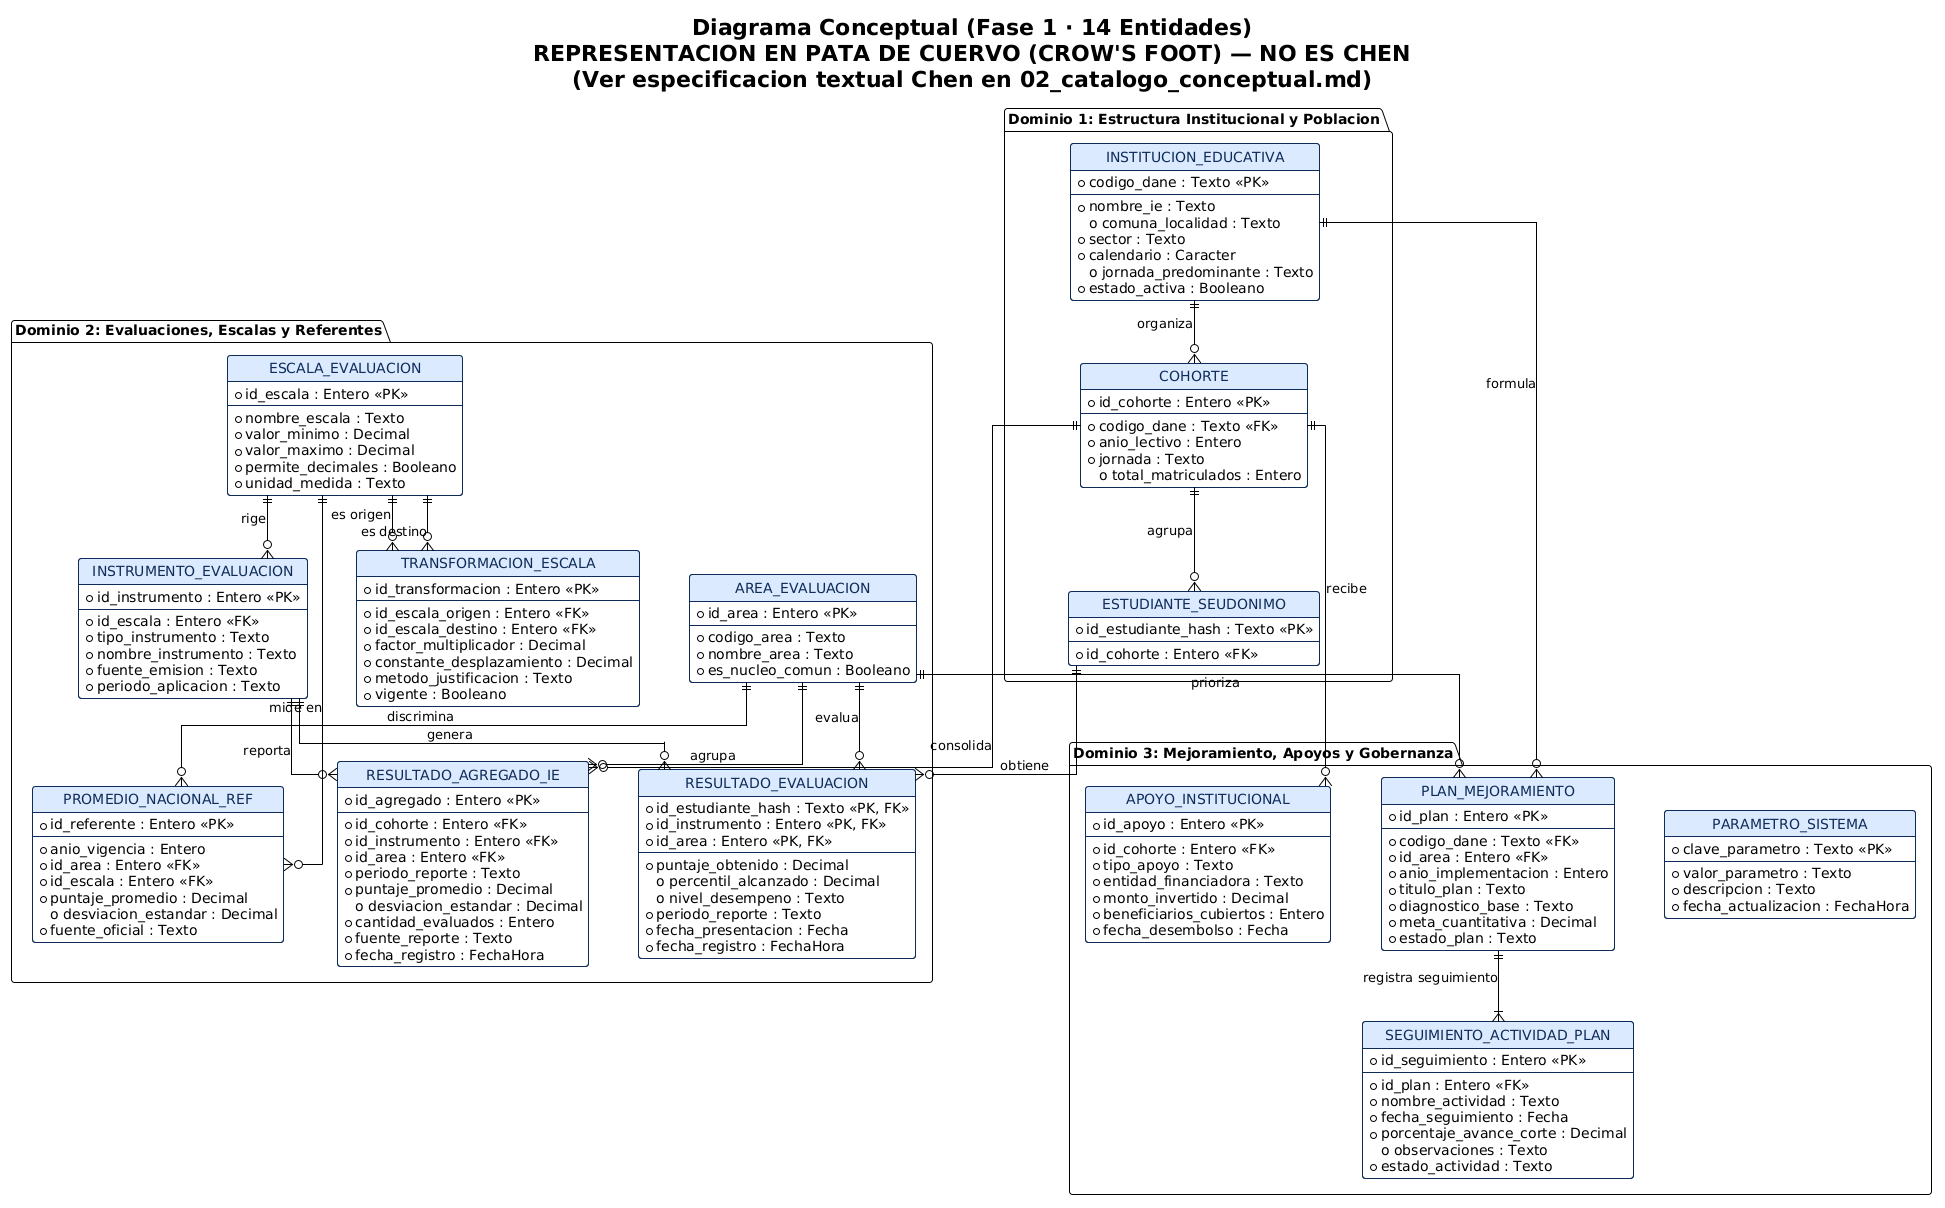 Diagrama Conceptual (Fase 1 · 14 Entidades)
REPRESENTACION EN PATA DE CUERVO (CROW'S FOOT) — NO ES CHEN
(Ver especificacion textual Chen en 02_catalogo_conceptual.md)
Dominio 1: Estructura Institucional y Poblacion
INSTITUCION_EDUCATIVA
codigo_dane : Texto «PK»
nombre_ie : Texto
o comuna_localidad : Texto
sector : Texto
calendario : Caracter
o jornada_predominante : Texto
estado_activa : Booleano
organiza
formula
COHORTE
id_cohorte : Entero «PK»
codigo_dane : Texto «FK»
anio_lectivo : Entero
jornada : Texto
o total_matriculados : Entero
agrupa
recibe
ESTUDIANTE_SEUDONIMO
id_estudiante_hash : Texto «PK»
id_cohorte : Entero «FK»
prioriza
Dominio 2: Evaluaciones, Escalas y Referentes
ESCALA_EVALUACION
id_escala : Entero «PK»
nombre_escala : Texto
valor_minimo : Decimal
valor_maximo : Decimal
permite_decimales : Booleano
unidad_medida : Texto
rige
es origen
es destino
INSTRUMENTO_EVALUACION
id_instrumento : Entero «PK»
id_escala : Entero «FK»
tipo_instrumento : Texto
nombre_instrumento : Texto
fuente_emision : Texto
periodo_aplicacion : Texto
TRANSFORMACION_ESCALA
id_transformacion : Entero «PK»
id_escala_origen : Entero «FK»
id_escala_destino : Entero «FK»
factor_multiplicador : Decimal
constante_desplazamiento : Decimal
metodo_justificacion : Texto
vigente : Booleano
AREA_EVALUACION
id_area : Entero «PK»
codigo_area : Texto
nombre_area : Texto
es_nucleo_comun : Booleano
mide en
discrimina
evalua
genera
reporta
agrupa
consolida
obtiene
PROMEDIO_NACIONAL_REF
id_referente : Entero «PK»
anio_vigencia : Entero
id_area : Entero «FK»
id_escala : Entero «FK»
puntaje_promedio : Decimal
o desviacion_estandar : Decimal
fuente_oficial : Texto
RESULTADO_AGREGADO_IE
id_agregado : Entero «PK»
id_cohorte : Entero «FK»
id_instrumento : Entero «FK»
id_area : Entero «FK»
periodo_reporte : Texto
puntaje_promedio : Decimal
o desviacion_estandar : Decimal
cantidad_evaluados : Entero
fuente_reporte : Texto
fecha_registro : FechaHora
RESULTADO_EVALUACION
id_estudiante_hash : Texto «PK, FK»
id_instrumento : Entero «PK, FK»
id_area : Entero «PK, FK»
puntaje_obtenido : Decimal
o percentil_alcanzado : Decimal
o nivel_desempeno : Texto
periodo_reporte : Texto
fecha_presentacion : Fecha
fecha_registro : FechaHora
Dominio 3: Mejoramiento, Apoyos y Gobernanza
APOYO_INSTITUCIONAL
id_apoyo : Entero «PK»
id_cohorte : Entero «FK»
tipo_apoyo : Texto
entidad_financiadora : Texto
monto_invertido : Decimal
beneficiarios_cubiertos : Entero
fecha_desembolso : Fecha
PLAN_MEJORAMIENTO
id_plan : Entero «PK»
codigo_dane : Texto «FK»
id_area : Entero «FK»
anio_implementacion : Entero
titulo_plan : Texto
diagnostico_base : Texto
meta_cuantitativa : Decimal
estado_plan : Texto
PARAMETRO_SISTEMA
clave_parametro : Texto «PK»
valor_parametro : Texto
descripcion : Texto
fecha_actualizacion : FechaHora
registra seguimiento
SEGUIMIENTO_ACTIVIDAD_PLAN
id_seguimiento : Entero «PK»
id_plan : Entero «FK»
nombre_actividad : Texto
fecha_seguimiento : Fecha
porcentaje_avance_corte : Decimal
o observaciones : Texto
estado_actividad : Texto